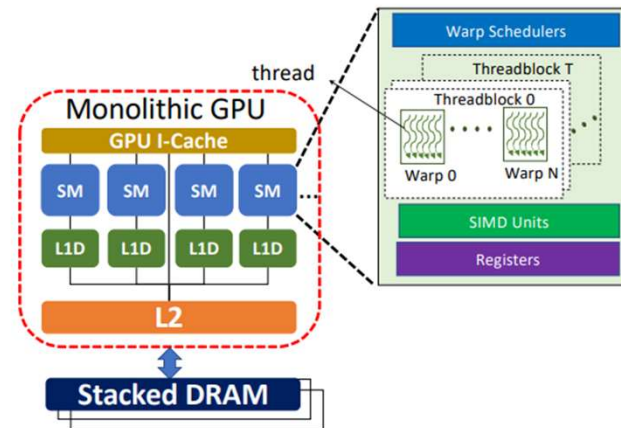 Monolithic GPU
GPU I-Cache
SM SM SM SM ...
L1D L1D L1D L1D
L2
Stacked DRAM
thread
Warp Schedulers
Threadblock T
Threadblock 0
Warp 0 Warp N
SIMD Units
Registers